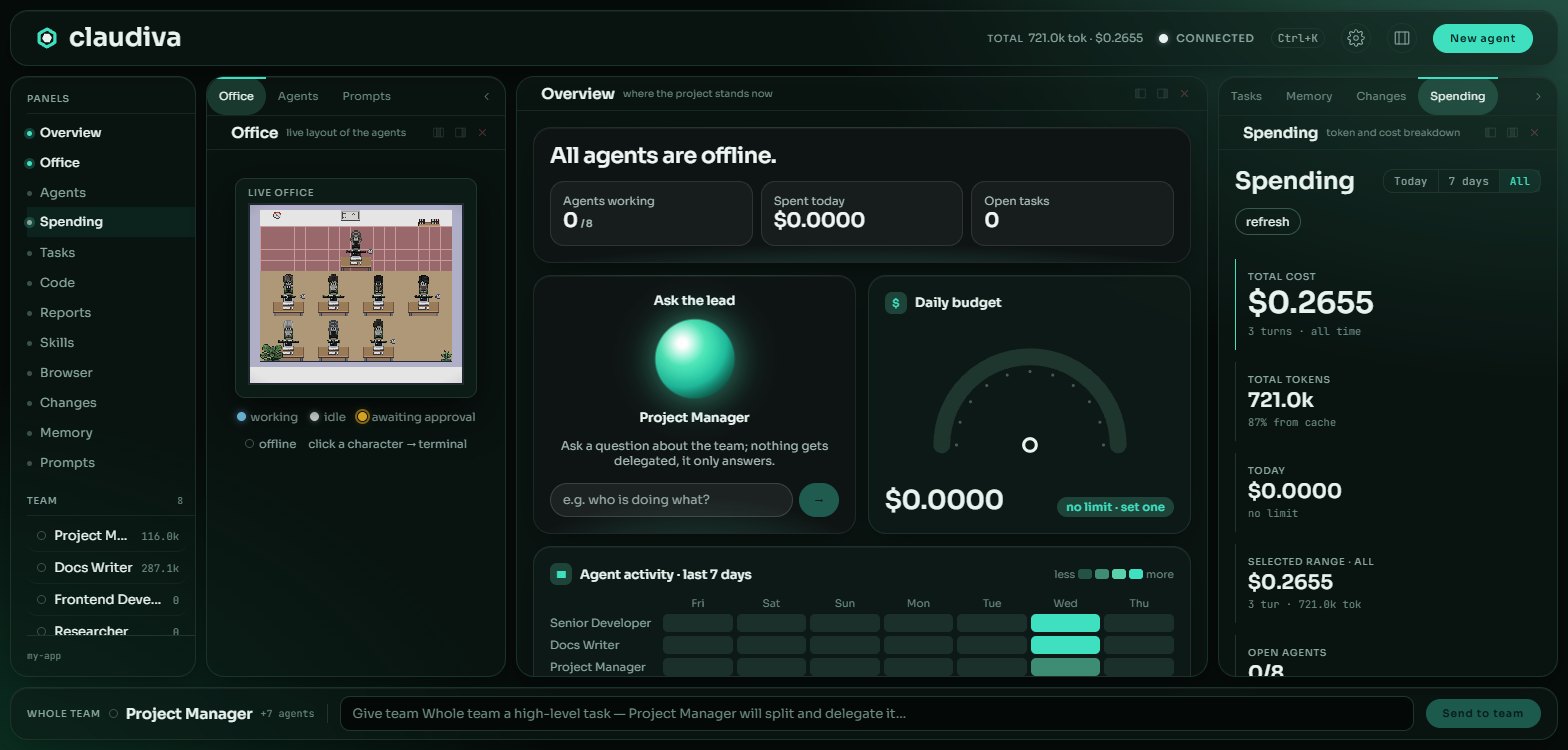 claudiva
TOTAL 721.0k tok · $0.2655
CONNECTED
Ctrl+K
New agent
PANELS
Overview
Office
Agents
Spending
Tasks
Code
Reports
Skills
Browser
Changes
Memory
Prompts
TEAM 8
Project M... 116.0k
Docs Writer 287.1k
Frontend Deve... 0
Researcher 0
my-app
Office Agents Prompts
Office live layout of the agents
LIVE OFFICE
working idle awaiting approval
offline click a character → terminal
Overview where the project stands now
All agents are offline.
Agents working
0 /8
Spent today
$0.0000
Open tasks
0
Ask the lead
Project Manager
Ask a question about the team; nothing gets
delegated, it only answers.
e.g. who is doing what? →
$ Daily budget
$0.0000
no limit · set one
Agent activity · last 7 days
less more
Fri Sat Sun Mon Tue Wed Thu
Senior Developer
Docs Writer
Project Manager
Tasks Memory Changes Spending
Spending token and cost breakdown
Spending
Today 7 days All
refresh
TOTAL COST
$0.2655
3 turns · all time
TOTAL TOKENS
721.0k
87% from cache
TODAY
$0.0000
no limit
SELECTED RANGE · ALL
$0.2655
3 tur · 721.0k tok
OPEN AGENTS
0/8
WHOLE TEAM Project Manager +7 agents
Give team Whole team a high-level task — Project Manager will split and delegate it...
Send to team